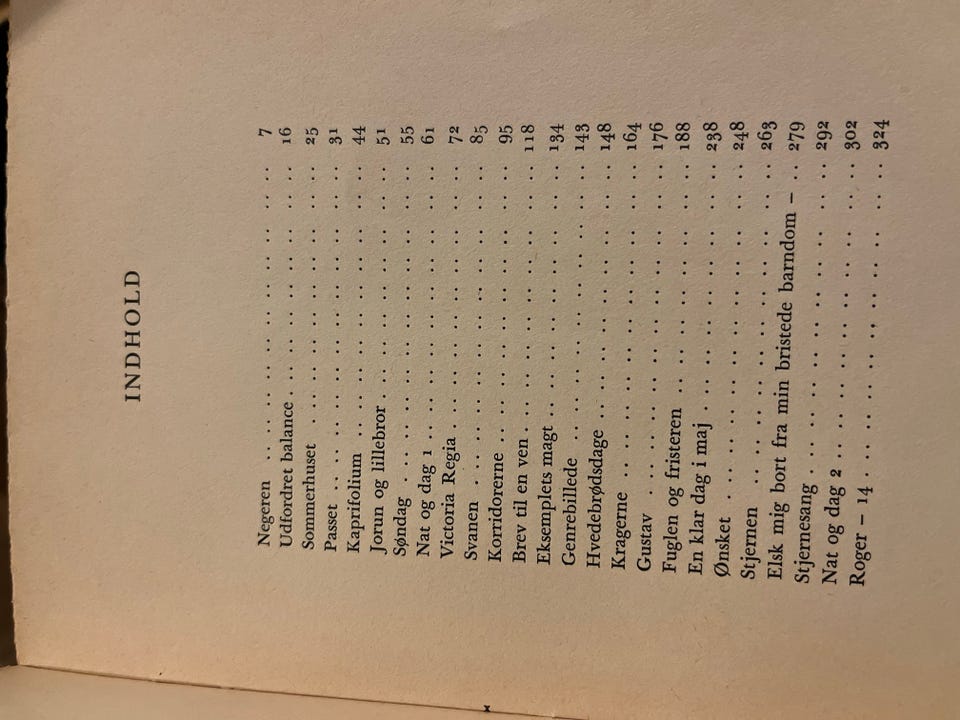 INDHOLD
Negeren .. .. .. .. .. .. .. .. .. .. 7
Udfordret balance .. .. .. .. .. .. .. .. 16
Sommerhuset .. .. .. .. .. .. .. .. .. 25
Passet .. .. .. .. .. .. .. .. .. .. 31
Kaprifolium .. .. .. .. .. .. .. .. .. 44
Jorun og lillebror .. .. .. .. .. .. .. .. 51
Søndag .. .. .. .. .. .. .. .. .. .. 55
Nat og dag 1 .. .. .. .. .. .. .. .. .. 61
Victoria Regia .. .. .. .. .. .. .. .. .. 72
Svanen .. .. .. .. .. .. .. .. .. .. 85
Korridorerne .. .. .. .. .. .. .. .. .. 95
Brev til en ven .. .. .. .. .. .. .. .. .. 118
Eksemplets magt .. .. .. .. .. .. .. .. 134
Genrebillede .. .. .. .. .. .. .. .. .. 143
Hvedebrødsdage .. .. .. .. .. .. .. .. 148
Kragerne .. .. .. .. .. .. .. .. .. .. 164
Gustav .. .. .. .. .. .. .. .. .. .. 176
Fuglen og fristeren .. .. .. .. .. .. .. .. 188
En klar dag i maj .. .. .. .. .. .. .. .. 238
Ønsket .. .. .. .. .. .. .. .. .. .. 248
Stjernen .. .. .. .. .. .. .. .. .. .. 263
Elsk mig bort fra min bristede barndom – .. 279
Stjernesang .. .. .. .. .. .. .. .. .. 292
Nat og dag 2 .. .. .. .. .. .. .. .. .. 302
Roger – 14 .. .. .. .. .. .. .. .. .. 324